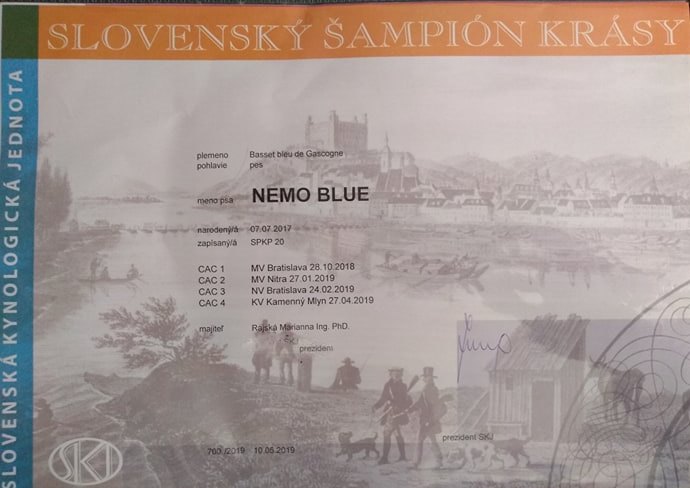 SLOVENSKÝ ŠAMPIÓN KRÁSY
SLOVENSKÁ KYNOLOGICKÁ JEDNOTA
plemeno Basset bleu de Gascogne
pohlavie pes
meno psa NEMO BLUE
narodený/á 07.07.2017
zapísaný/á SPKP 20
CAC 1 MV Bratislava 28.10.2018
CAC 2 MV Nitra 27.01.2019
CAC 3 NV Bratislava 24.02.2019
CAC 4 KV Kamenný Mlyn 27.04.2019
majiteľ Rajská Marianna Ing. PhD.
SKJ
prezident
prezident SKJ
760 /2019 10.05.2019
SKJ